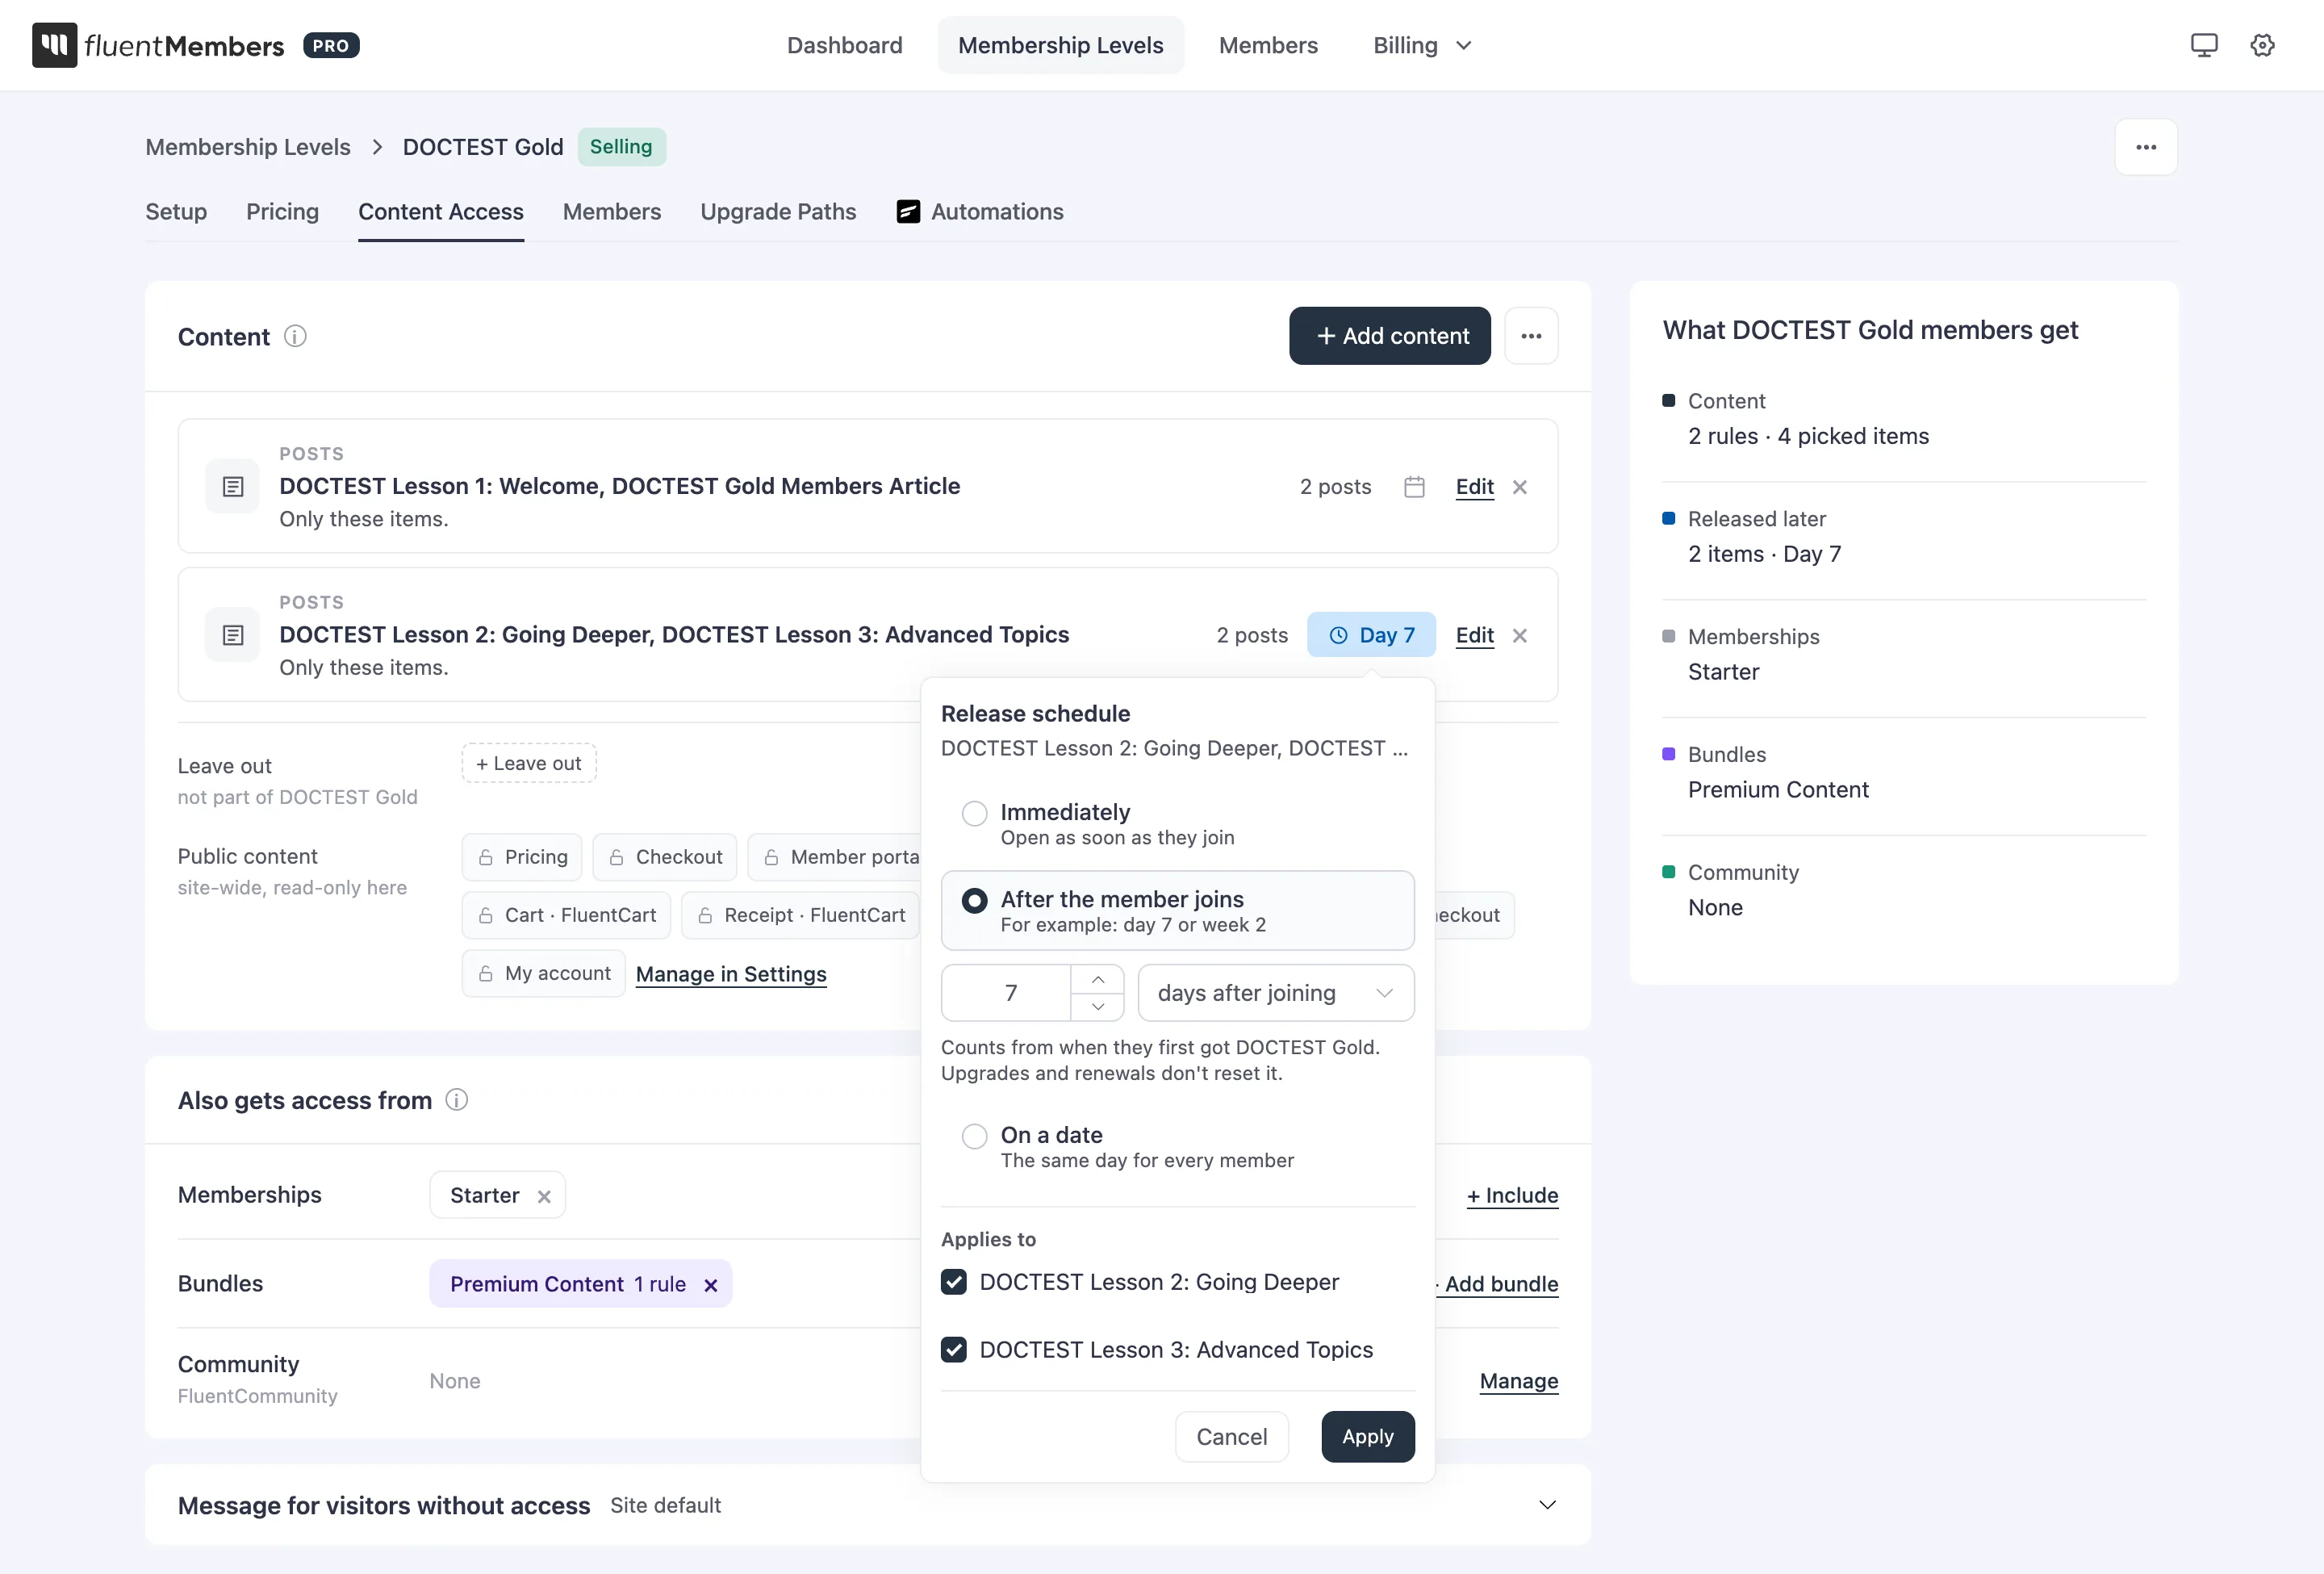 fluentMembers PRO
Dashboard Membership Levels Members Billing
Membership Levels > DOCTEST Gold Selling
Setup Pricing Content Access Members Upgrade Paths Automations
Content
+ Add content
POSTS
DOCTEST Lesson 1: Welcome, DOCTEST Gold Members Article
Only these items.
2 posts Edit
POSTS
DOCTEST Lesson 2: Going Deeper, DOCTEST Lesson 3: Advanced Topics
Only these items.
2 posts Day 7 Edit
Leave out
not part of DOCTEST Gold
+ Leave out
Public content
site-wide, read-only here
Pricing Checkout Member porta
Cart · FluentCart Receipt · FluentCart eckout
My account Manage in Settings
Release schedule
DOCTEST Lesson 2: Going Deeper, DOCTEST ...
Immediately
Open as soon as they join
After the member joins
For example: day 7 or week 2
7 days after joining
Counts from when they first got DOCTEST Gold.
Upgrades and renewals don't reset it.
On a date
The same day for every member
Applies to
DOCTEST Lesson 2: Going Deeper
DOCTEST Lesson 3: Advanced Topics
Cancel Apply
Also gets access from
Memberships
Starter
+ Include
Bundles
Premium Content 1 rule
Add bundle
Community
FluentCommunity
None
Manage
Message for visitors without access Site default
What DOCTEST Gold members get
Content
2 rules · 4 picked items
Released later
2 items · Day 7
Memberships
Starter
Bundles
Premium Content
Community
None